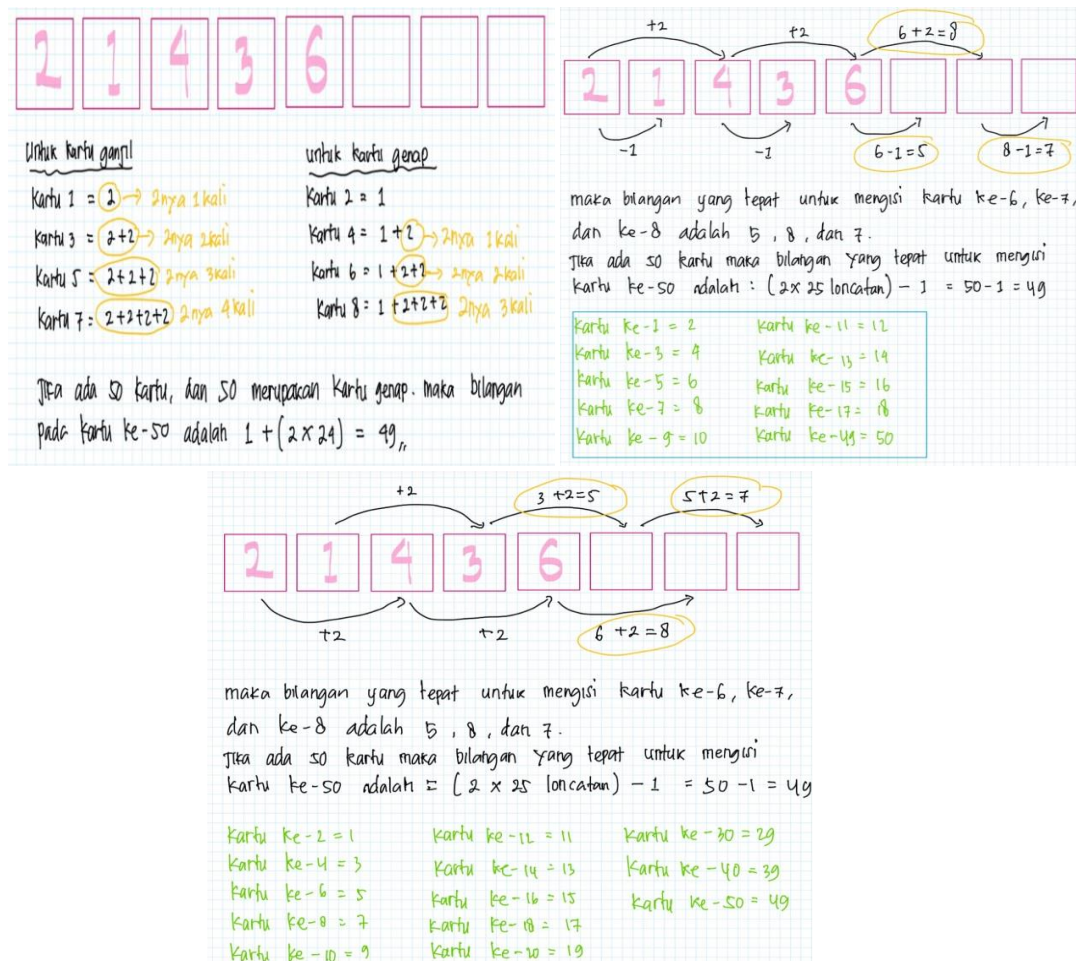 2 1 4 3 6
Untuk kartu ganjil
Kartu 1 = 2 → 2nya 1 kali
Kartu 3 = 2+2 → 2nya 2kali
Kartu 5 = 2+2+2 2nya 3kali
Kartu 7 = 2+2+2+2 2nya 4kali
untuk kartu genap
Kartu 2 = 1
Kartu 4 = 1+2 → 2nya 1 kali
Kartu 6 = 1+2+2 → 2nya 2kali
Kartu 8 = 1+2+2+2 2nya 3kali
Jika ada 50 kartu, dan 50 merupakan kartu genap. maka bilangan
pada kartu ke-50 adalah 1 + (2 × 24) = 49,,
+2 +2 6+2=8
2 1 4 3 6
-1 -1 6-1=5 8-1=7
maka bilangan yang tepat untuk mengisi kartu ke-6, ke-7,
dan ke-8 adalah 5, 8, dan 7.
Jika ada 50 kartu maka bilangan yang tepat untuk mengisi
kartu ke-50 adalah : (2× 25 loncatan) - 1 = 50-1 = 49
Kartu ke-1 = 2
Kartu ke-3 = 4
Kartu ke-5 = 6
Kartu ke-7 = 8
Kartu ke-9 = 10
Kartu ke-11 = 12
Kartu ke-13 = 14
Kartu ke-15 = 16
Kartu ke-17 = 18
Kartu ke-49 = 50
+2 3+2=5 5+2=7
2 1 4 3 6
+2 +2 6+2=8
maka bilangan yang tepat untuk mengisi kartu ke-6, ke-7,
dan ke-8 adalah 5, 8, dan 7.
Jika ada 50 kartu maka bilangan yang tepat untuk mengisi
kartu ke-50 adalah = (2 × 25 loncatan) - 1 = 50-1 = 49
Kartu ke-2 = 1
Kartu ke-4 = 3
Kartu ke-6 = 5
Kartu ke-8 = 7
Kartu ke-10 = 9
Kartu ke-12 = 11
Kartu ke-14 = 13
Kartu ke-16 = 15
Kartu ke-18 = 17
Kartu ke-20 = 19
Kartu ke-30 = 29
Kartu ke-40 = 39
Kartu ke-50 = 49